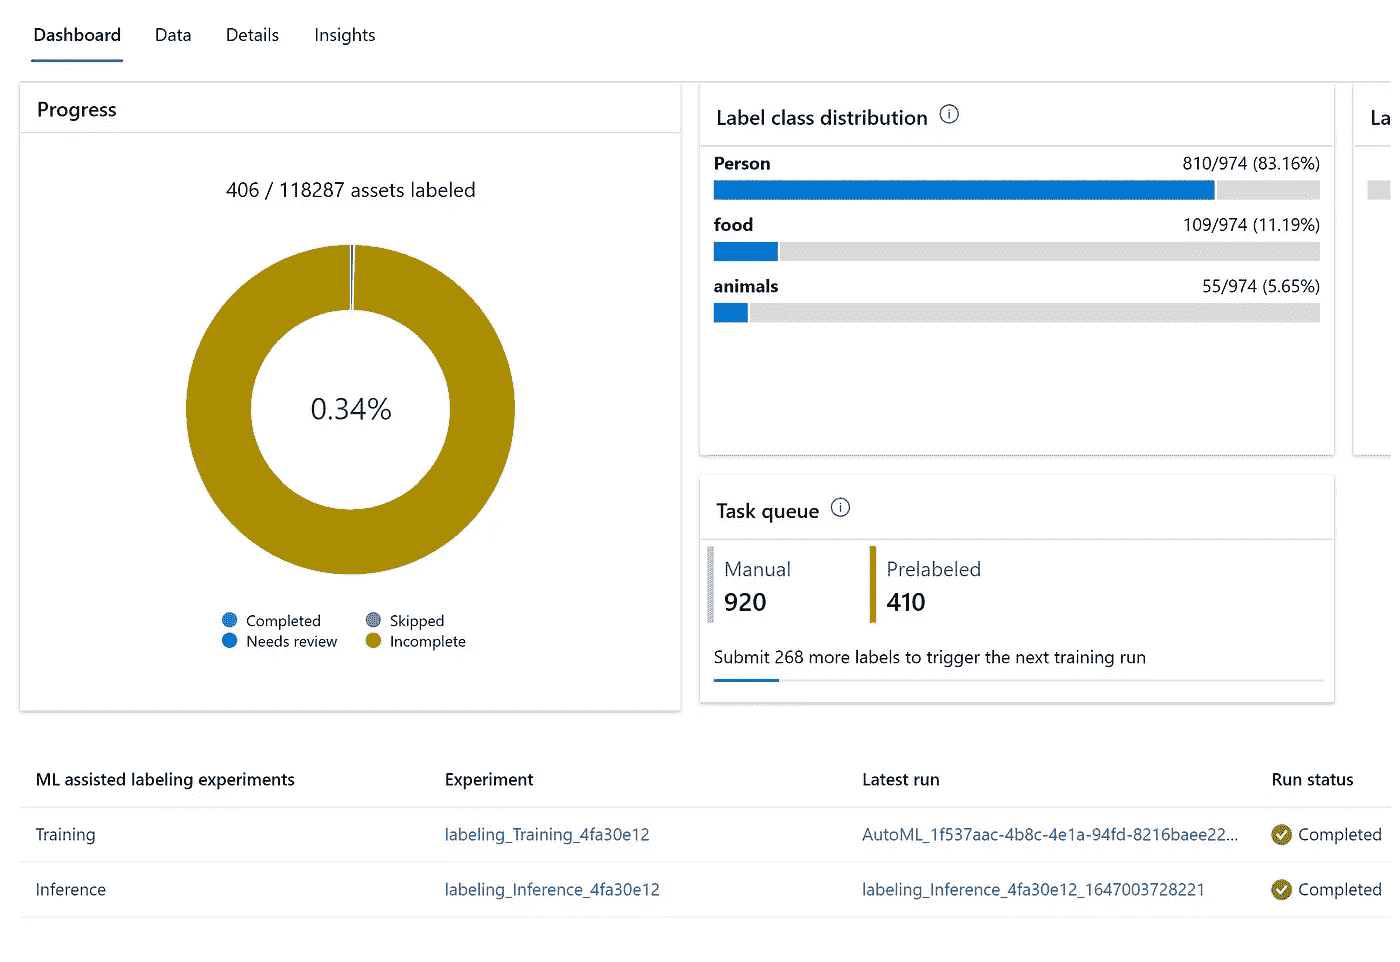 Dashboard Data Details Insights
Progress
406 / 118287 assets labeled
0.34%
Completed Skipped
Needs review Incomplete
Label class distribution
Person 810/974 (83.16%)
food 109/974 (11.19%)
animals 55/974 (5.65%)
La
Task queue
Manual Prelabeled
920 410
Submit 268 more labels to trigger the next training run
ML assisted labeling experiments Experiment Latest run Run status
Training labeling_Training_4fa30e12 AutoML_1f537aac-4b8c-4e1a-94fd-8216baee22... Completed
Inference labeling_Inference_4fa30e12 labeling_Inference_4fa30e12_1647003728221 Completed